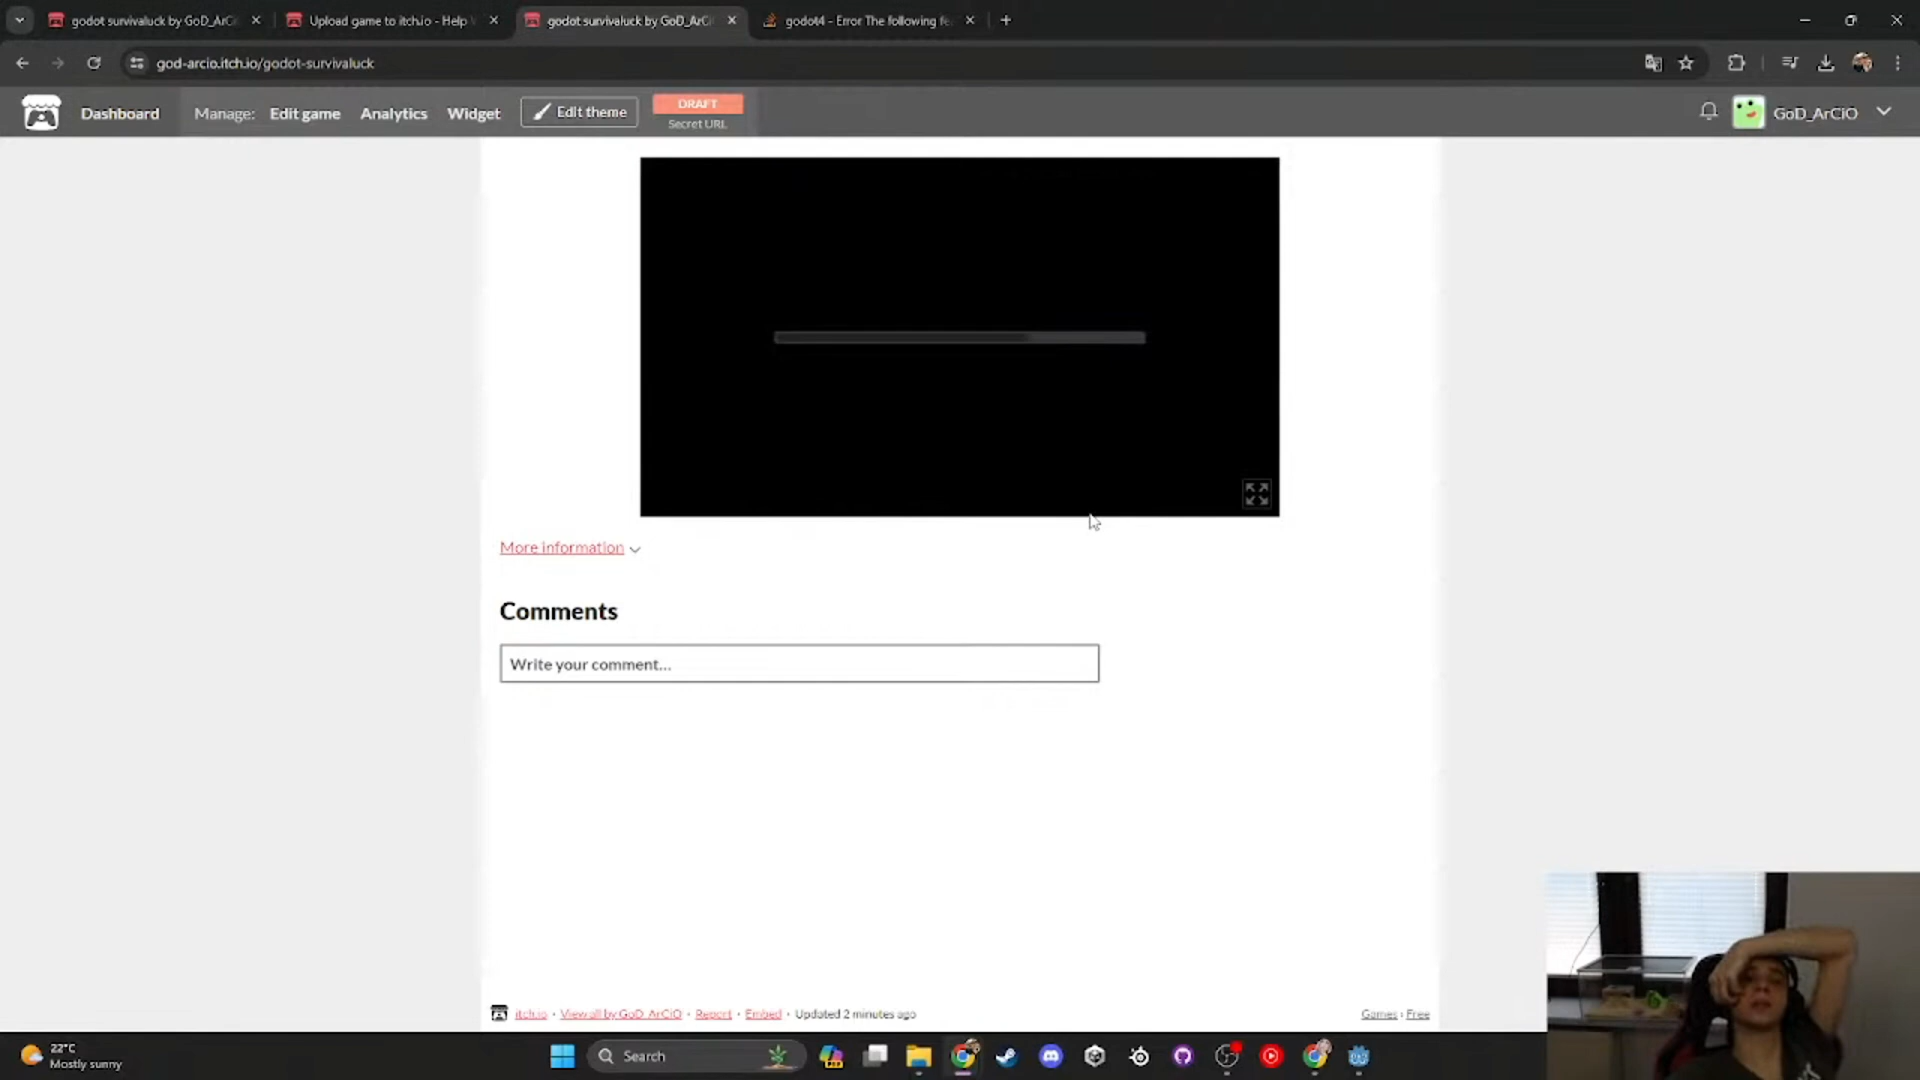 godot survivaluck by GoD_ArCi
Upload game to itch.io - Help
godot survivaluck by GoD_ArCi
godot4 - Error The following fe
god-arcio.itch.io/godot-survivaluck
Dashboard
Manage: Edit game Analytics Widget Edit theme
DRAFT
Secret URL
GoD_ArCiO
More information
Comments
Write your comment...
itch.io · View all by GoD_ArCiO · Report · Embed · Updated 2 minutes ago
Games › Free
22°C
Mostly sunny
Search